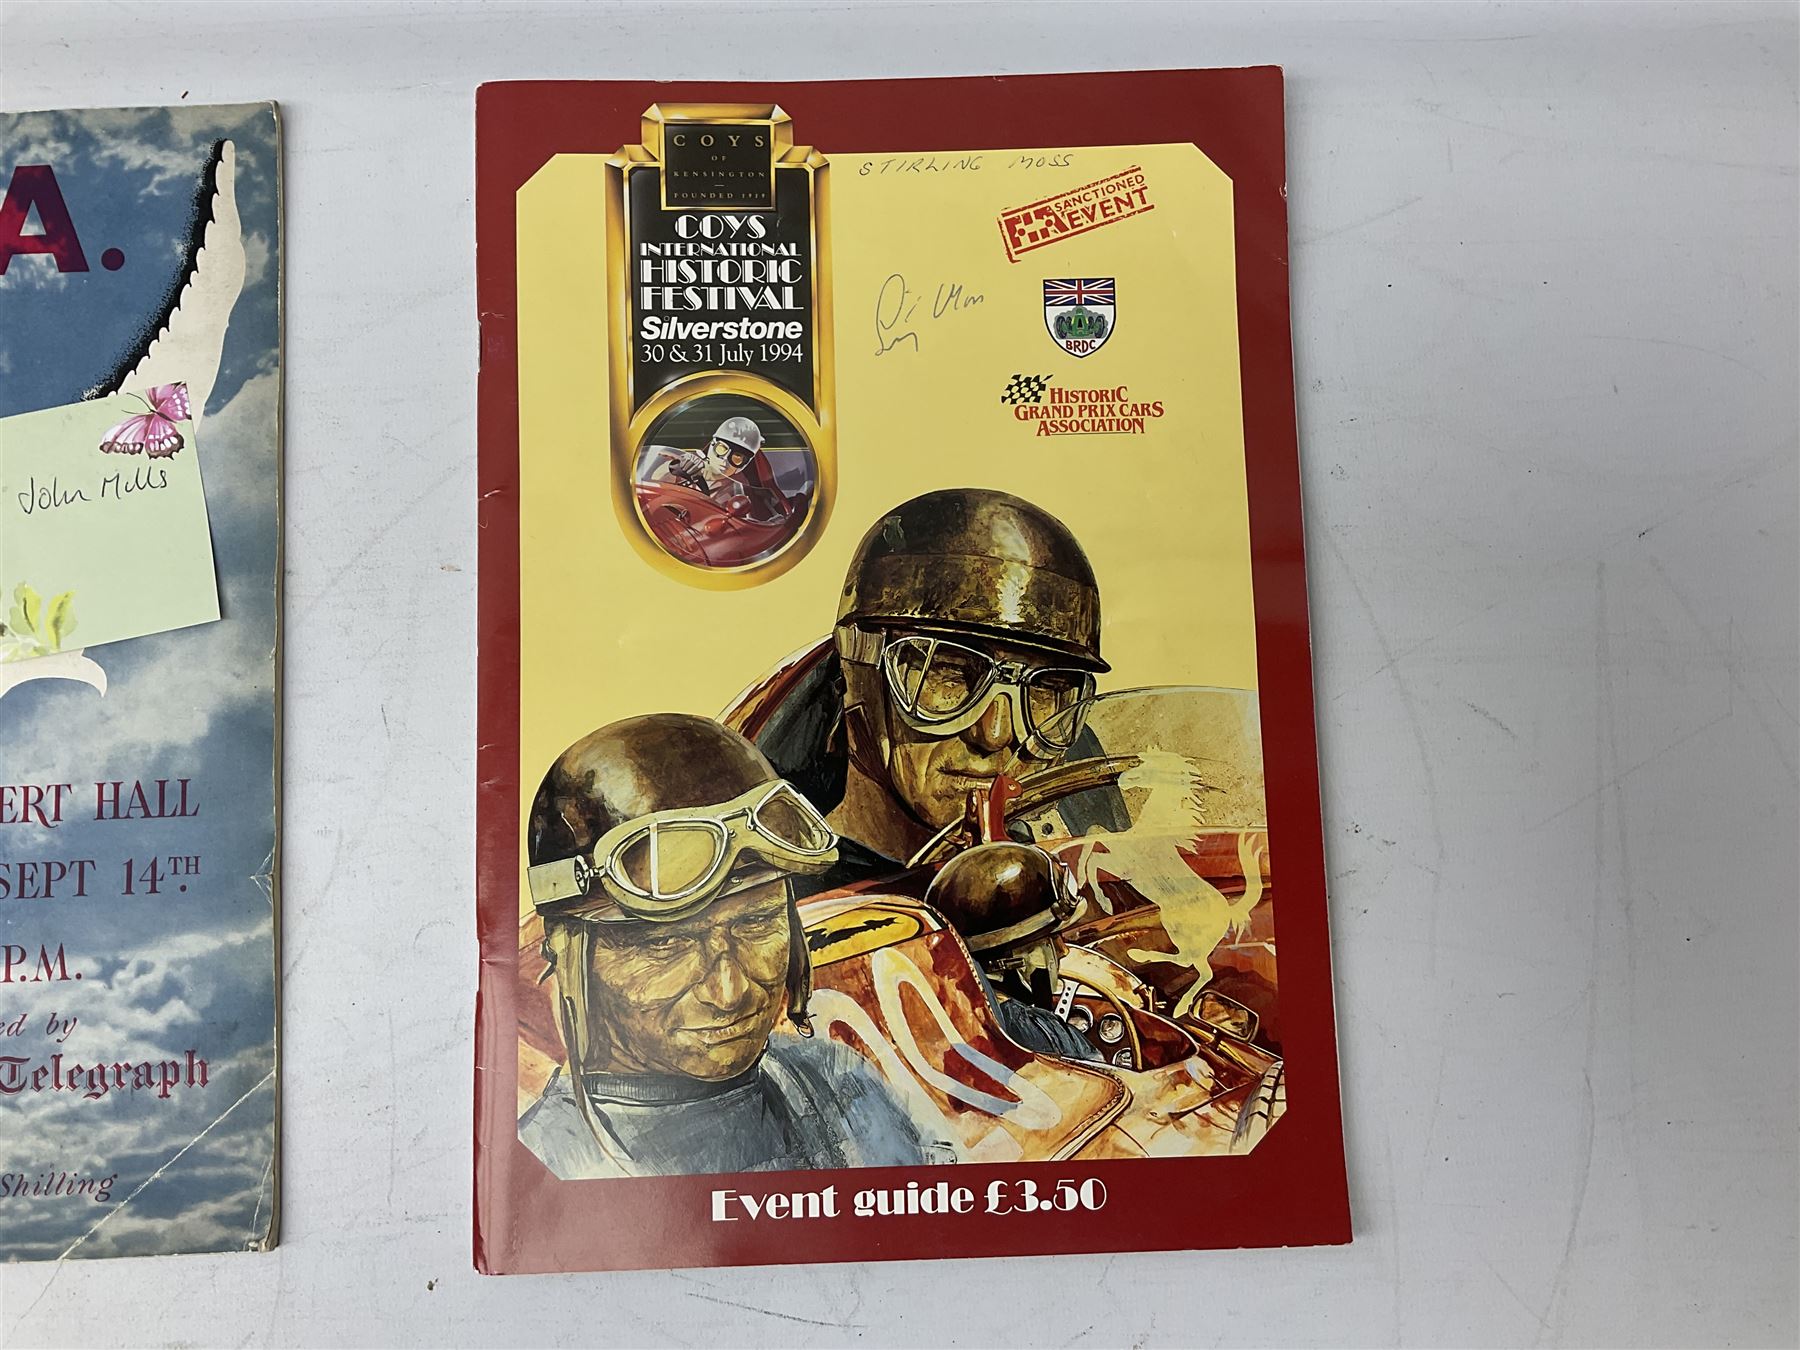 A.
John Mills
ERT HALL
SEPT 14TH.
P.M.
ed by
Telegraph
Shilling
COYS
OF
KENSINGTON
FOUNDED 1919
COYS
INTERNATIONAL
HISTORIC
FESTIVAL
Silverstone
30 & 31 July 1994
STIRLING MOSS
FIA SANCTIONED
EVENT
BRDC
HISTORIC
GRAND PRIX CARS
ASSOCIATION
Event guide £3.50